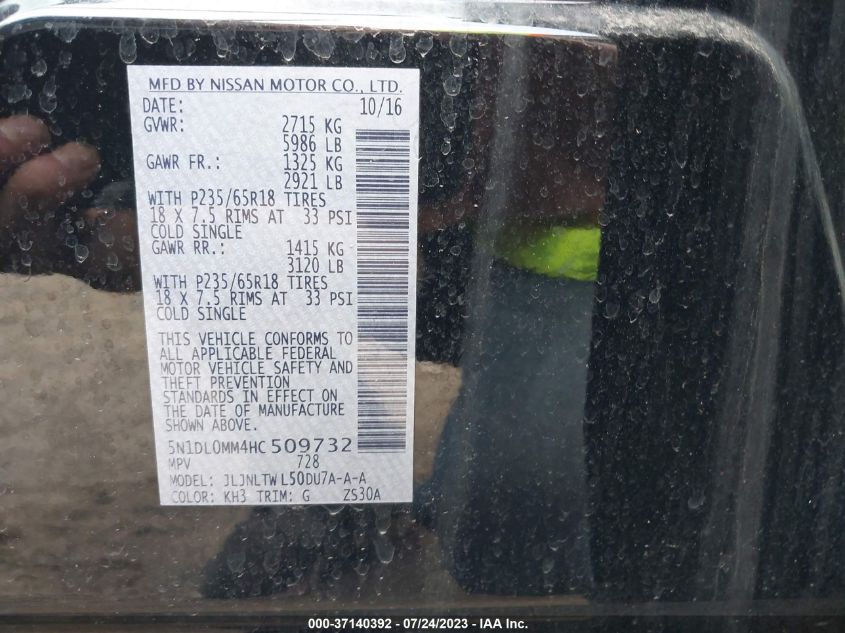 MFD BY NISSAN MOTOR CO., LTD.
DATE: 10/16
GVWR: 2715 KG
5986 LB
GAWR FR.: 1325 KG
2921 LB
WITH P235/65R18 TIRES
18 X 7.5 RIMS AT 33 PSI
COLD SINGLE
GAWR RR.: 1415 KG
3120 LB
WITH P235/65R18 TIRES
18 X 7.5 RIMS AT 33 PSI
COLD SINGLE
THIS VEHICLE CONFORMS TO
ALL APPLICABLE FEDERAL
MOTOR VEHICLE SAFETY AND
THEFT PREVENTION
STANDARDS IN EFFECT ON
THE DATE OF MANUFACTURE
SHOWN ABOVE.
5N1DL0MM4HC 509732
MPV 728
MODEL: JLJNLTW L50DU7A-A-A
COLOR: KH3 TRIM: G ZS30A
000-37140392 - 07/24/2023 - IAA Inc.